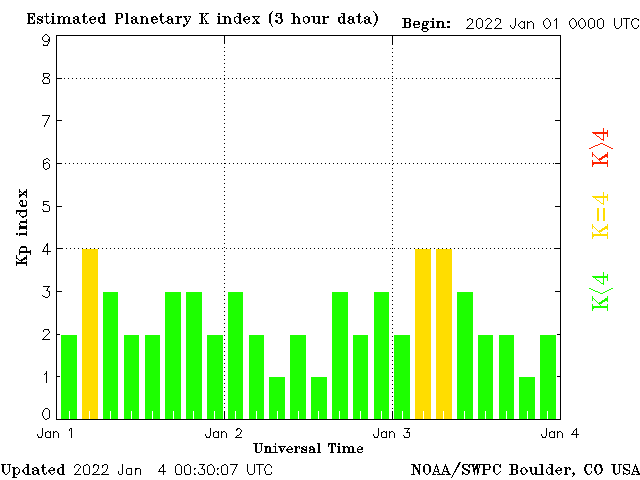 Estimated Planetary K index (3 hour data) Begin: 2022 Jan 01 0000 UTC
9
8
7
6
5
4
3
2
1
0
Kp index
K>4
K=4
K<4
Jan 1 Jan 2 Jan 3 Jan 4
Universal Time
Updated 2022 Jan 4 00:30:07 UTC NOAA/SWPC Boulder, CO USA